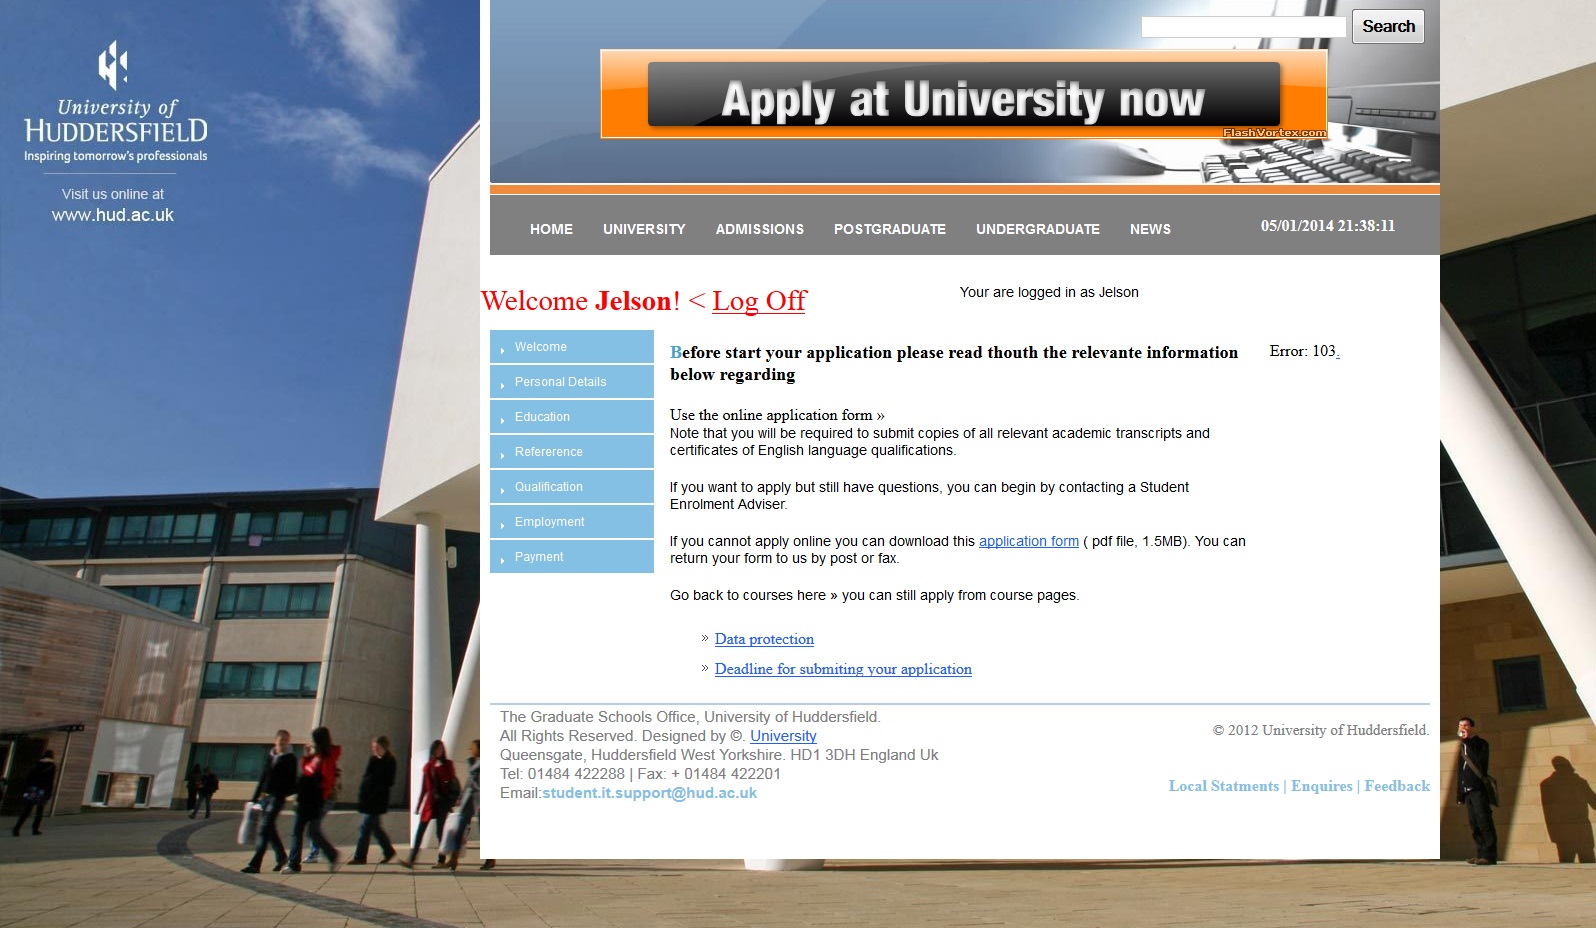 University of
HUDDERSFIELD
Inspiring tomorrow's professionals
Visit us online at
www.hud.ac.uk
Search
Apply at University now
FlashVortex.com
HOME UNIVERSITY ADMISSIONS POSTGRADUATE UNDERGRADUATE NEWS 05/01/2014 21:38:11
Welcome Jelson! < Log Off
Your are logged in as Jelson
Welcome
Personal Details
Education
Refererence
Qualification
Employment
Payment
Before start your application please read thouth the relevante information
below regarding
Error: 103.
Use the online application form »
Note that you will be required to submit copies of all relevant academic transcripts and
certificates of English language qualifications.
If you want to apply but still have questions, you can begin by contacting a Student
Enrolment Adviser.
If you cannot apply online you can download this application form ( pdf file, 1.5MB). You can
return your form to us by post or fax.
Go back to courses here » you can still apply from course pages.
» Data protection
» Deadline for submiting your application
The Graduate Schools Office, University of Huddersfield.
All Rights Reserved. Designed by ©. University
Queensgate, Huddersfield West Yorkshire. HD1 3DH England Uk
Tel: 01484 422288 | Fax: + 01484 422201
Email:student.it.support@hud.ac.uk
© 2012 University of Huddersfield.
Local Statments | Enquires | Feedback